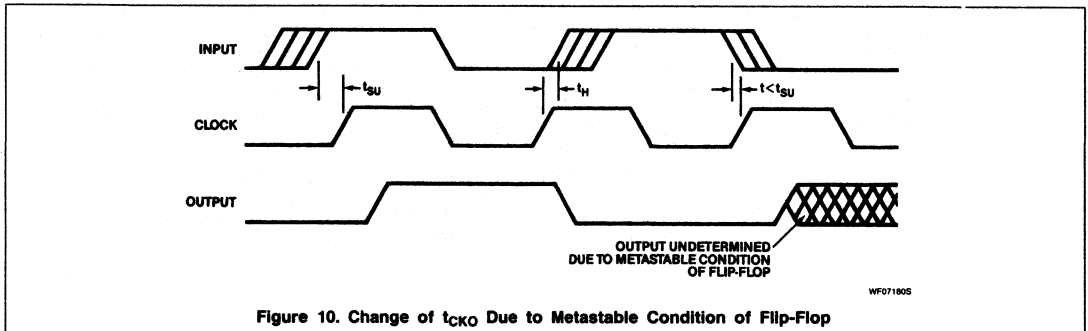 INPUT
tSU
tH
t<tSU
CLOCK
OUTPUT
OUTPUT UNDETERMINED
DUE TO METASTABLE CONDITION
OF FLIP-FLOP
WF07180S
Figure 10. Change of tCKO Due to Metastable Condition of Flip-Flop